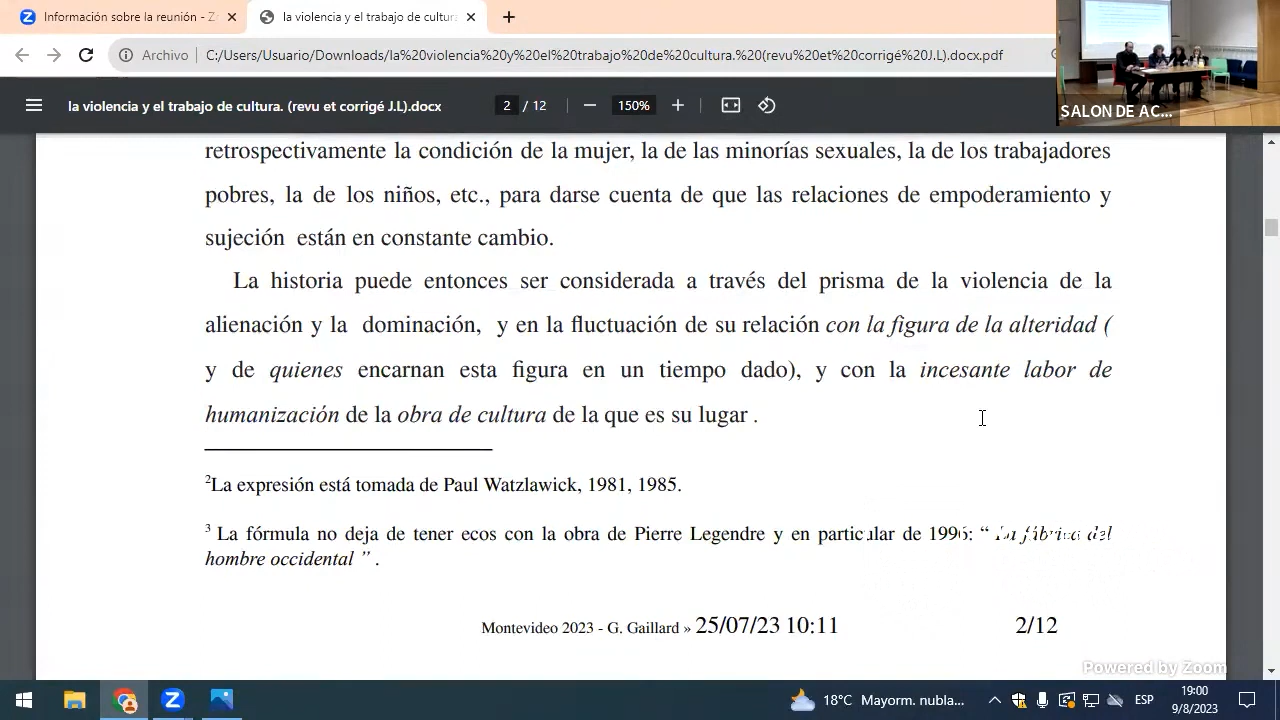 Información sobre la reunión - Z
la violencia y el trabajo de cultura
Archivo
C:/Users/Usuario/Downloads/la%20violencia%20y%20el%20trabajo%20de%20cultura.%20(revu%20et%20corrigé%20J.L).docx.pdf
la violencia y el trabajo de cultura. (revu et corrigé J.L).docx
2 / 12
150%
SALON DE AC...
retrospectivamente la condición de la mujer, la de las minorías sexuales, la de los trabajadores
pobres, la de los niños, etc., para darse cuenta de que las relaciones de empoderamiento y
sujeción están en constante cambio.
La historia puede entonces ser considerada a través del prisma de la violencia de la
alienación y la dominación, y en la fluctuación de su relación con la figura de la alteridad (
y de quienes encarnan esta figura en un tiempo dado), y con la incesante labor de
humanización de la obra de cultura de la que es su lugar .
2La expresión está tomada de Paul Watzlawick, 1981, 1985.
3 La fórmula no deja de tener ecos con la obra de Pierre Legendre y en particular de 1996: “ La fábrica del
hombre occidental ” .
Montevideo 2023 - G. Gaillard » 25/07/23 10:11
2/12
Powered by Zoom
18°C Mayorm. nubla...
ESP
19:00
9/8/2023